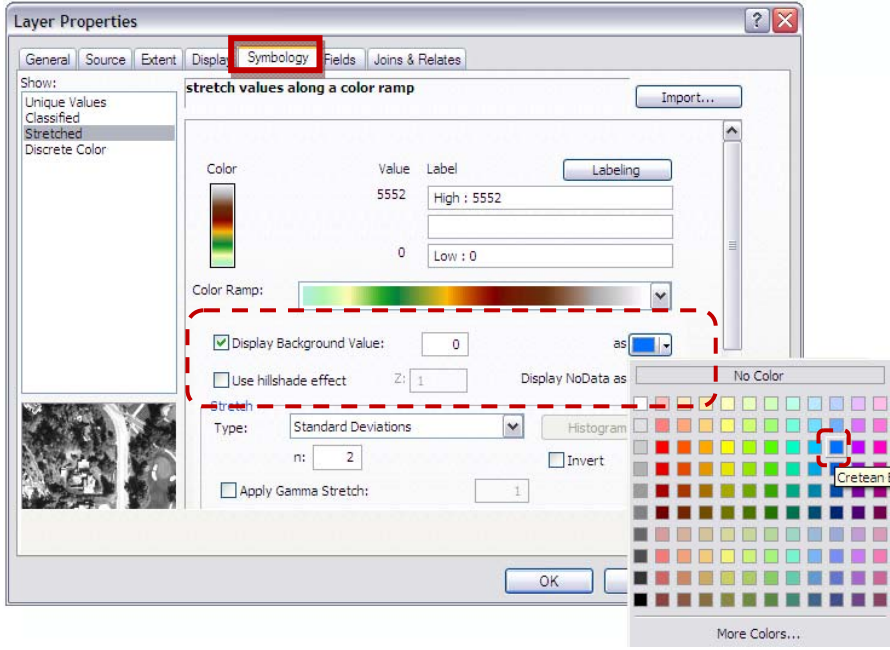 Layer Properties
General Source Extent Display Symbology Fields Joins & Relates
Show:
Unique Values
Classified
Stretched
Discrete Color
stretch values along a color ramp
Import...
Color Value Label Labeling
5552 High : 5552
0 Low : 0
Color Ramp:
Display Background Value: 0 as
Use hillshade effect Z: 1 Display NoData as
Stretch
Type: Standard Deviations Histogram
n: 2 Invert
Apply Gamma Stretch: 1
OK
No Color
Cretean
More Colors...